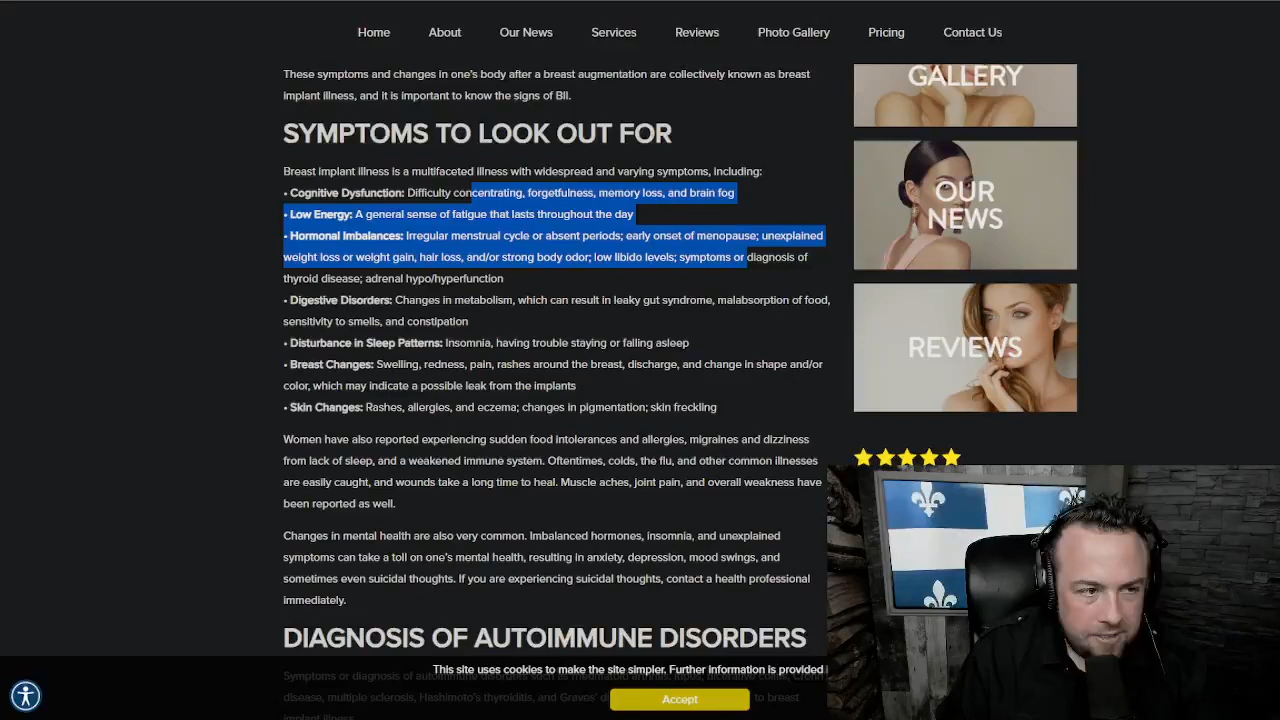 Home About Our News Services Reviews Photo Gallery Pricing Contact Us
These symptoms and changes in one's body after a breast augmentation are collectively known as breast
implant illness, and it is important to know the signs of BII.
SYMPTOMS TO LOOK OUT FOR
Breast implant illness is a multifaceted illness with widespread and varying symptoms, including:
• Cognitive Dysfunction: Difficulty concentrating, forgetfulness, memory loss, and brain fog
• Low Energy: A general sense of fatigue that lasts throughout the day
• Hormonal Imbalances: Irregular menstrual cycle or absent periods; early onset of menopause; unexplained
weight loss or weight gain, hair loss, and/or strong body odor; low libido levels; symptoms or diagnosis of
thyroid disease; adrenal hypo/hyperfunction
• Digestive Disorders: Changes in metabolism, which can result in leaky gut syndrome, malabsorption of food,
sensitivity to smells, and constipation
• Disturbance in Sleep Patterns: Insomnia, having trouble staying or falling asleep
• Breast Changes: Swelling, redness, pain, rashes around the breast, discharge, and change in shape and/or
color, which may indicate a possible leak from the implants
• Skin Changes: Rashes, allergies, and eczema; changes in pigmentation; skin freckling
Women have also reported experiencing sudden food intolerances and allergies, migraines and dizziness
from lack of sleep, and a weakened immune system. Oftentimes, colds, the flu, and other common illnesses
are easily caught, and wounds take a long time to heal. Muscle aches, joint pain, and overall weakness have
been reported as well.
Changes in mental health are also very common. Imbalanced hormones, insomnia, and unexplained
symptoms can take a toll on one's mental health, resulting in anxiety, depression, mood swings, and
sometimes even suicidal thoughts. If you are experiencing suicidal thoughts, contact a health professional
immediately.
DIAGNOSIS OF AUTOIMMUNE DISORDERS
Symptoms or diagnosis of autoimmune disorders such as rheumatoid arthritis, lupus, ulcerative colitis, Crohn
disease, multiple sclerosis, Hashimoto's thyroiditis, and Graves' to breast
implant illness.
GALLERY
OUR
NEWS
REVIEWS
This site uses cookies to make the site simpler. Further information is provided
Accept